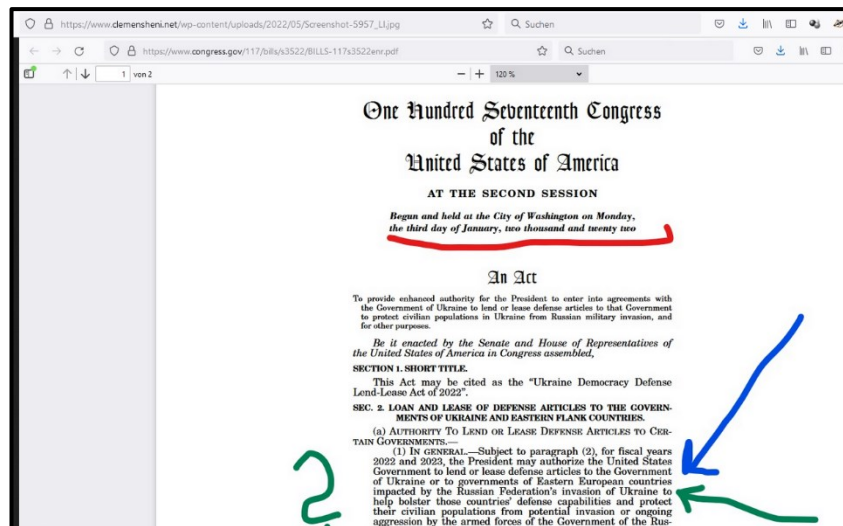 https://www.clemensheni.net/wp-content/uploads/2022/05/Screenshot-5957_LI.jpg
Suchen
https://www.congress.gov/117/bills/s3522/BILLS-117s3522enr.pdf
Suchen
1 von 2
120 %
One Hundred Seventeenth Congress
of the
United States of America
AT THE SECOND SESSION
Begun and held at the City of Washington on Monday,
the third day of January, two thousand and twenty two
An Act
To provide enhanced authority for the President to enter into agreements with
the Government of Ukraine to lend or lease defense articles to that Government
to protect civilian populations in Ukraine from Russian military invasion, and
for other purposes.
Be it enacted by the Senate and House of Representatives of
the United States of America in Congress assembled,
SECTION 1. SHORT TITLE.
This Act may be cited as the “Ukraine Democracy Defense
Lend-Lease Act of 2022”.
SEC. 2. LOAN AND LEASE OF DEFENSE ARTICLES TO THE GOVERN-
MENTS OF UKRAINE AND EASTERN FLANK COUNTRIES.
(a) AUTHORITY TO LEND OR LEASE DEFENSE ARTICLES TO CER-
TAIN GOVERNMENTS.—
(1) IN GENERAL.—Subject to paragraph (2), for fiscal years
2022 and 2023, the President may authorize the United States
Government to lend or lease defense articles to the Government
of Ukraine or to governments of Eastern European countries
impacted by the Russian Federation’s invasion of Ukraine to
help bolster those countries’ defense capabilities and protect
their civilian populations from potential invasion or ongoing
aggression by the armed forces of the Government of the Rus-
?